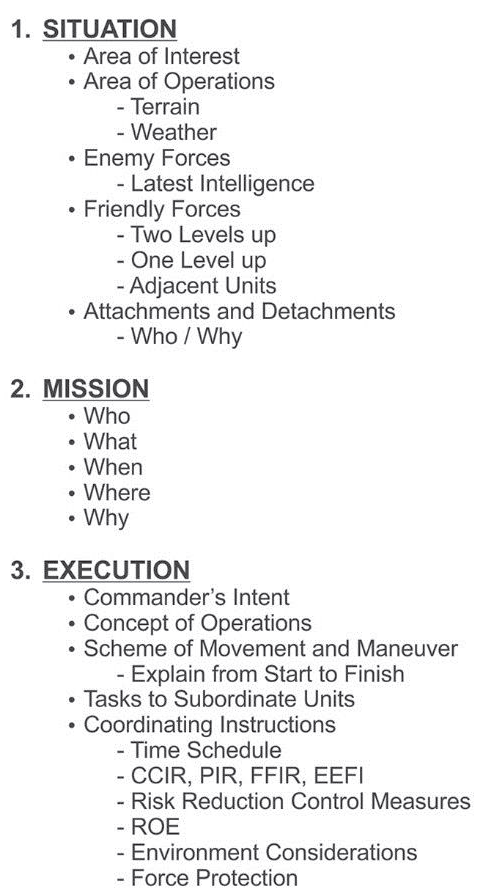 1. SITUATION
• Area of Interest
• Area of Operations
- Terrain
- Weather
• Enemy Forces
- Latest Intelligence
• Friendly Forces
- Two Levels up
- One Level up
- Adjacent Units
• Attachments and Detachments
- Who / Why
2. MISSION
• Who
• What
• When
• Where
• Why
3. EXECUTION
• Commander’s Intent
• Concept of Operations
• Scheme of Movement and Maneuver
- Explain from Start to Finish
• Tasks to Subordinate Units
• Coordinating Instructions
- Time Schedule
- CCIR, PIR, FFIR, EEFI
- Risk Reduction Control Measures
- ROE
- Environment Considerations
- Force Protection